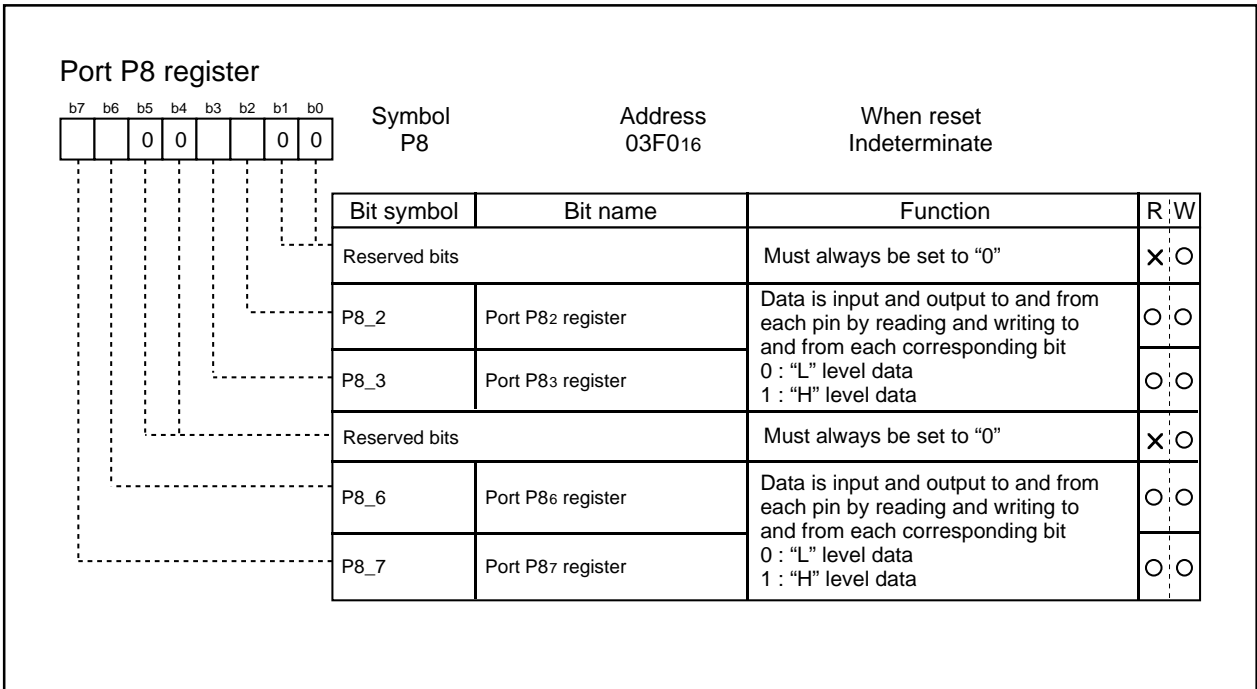 Port P8 register
b7 b6 b5 b4 b3 b2 b1 b0
0 0 0 0
Symbol Address When reset
P8 03F016 Indeterminate
Bit symbol Bit name Function R W
Reserved bits Must always be set to “0” X O
P8_2 Port P82 register Data is input and output to and from
each pin by reading and writing to
and from each corresponding bit
0 : “L” level data
1 : “H” level data
O O
P8_3 Port P83 register O O
Reserved bits Must always be set to “0” X O
P8_6 Port P86 register Data is input and output to and from
each pin by reading and writing to
and from each corresponding bit
0 : “L” level data
1 : “H” level data
O O
P8_7 Port P87 register O O